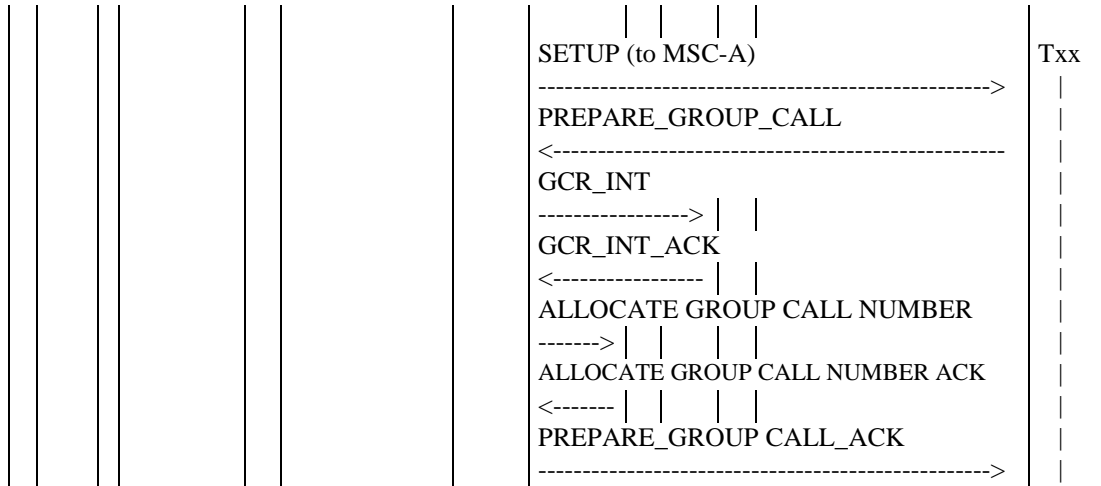 SETUP (to MSC-A) Txx
---------------------------------------------------> |
PREPARE_GROUP_CALL |
<--------------------------------------------------- |
GCR_INT |
-----------------> |
GCR_INT_ACK |
<----------------- |
ALLOCATE GROUP CALL NUMBER |
-------> |
ALLOCATE GROUP CALL NUMBER ACK |
<------- |
PREPARE_GROUP CALL_ACK |
---------------------------------------------------> |